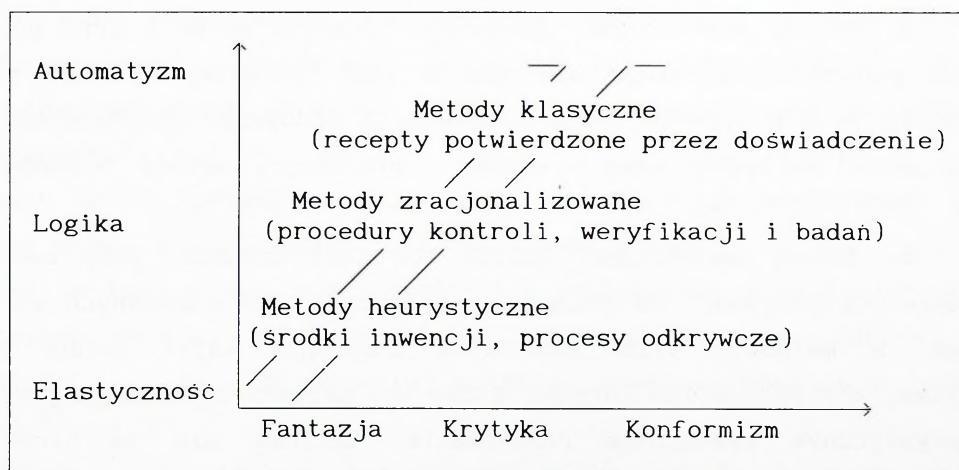 Automatyzm
Metody klasyczne
(recepty potwierdzone przez doświadczenie)
Metody zracjonalizowane
Logika
(procedury kontroli, weryfikacji i badań)
Metody heurystyczne
(środki inwencji, procesy odkrywcze)
Elastyczność
Fantazja Krytyka Konformizm